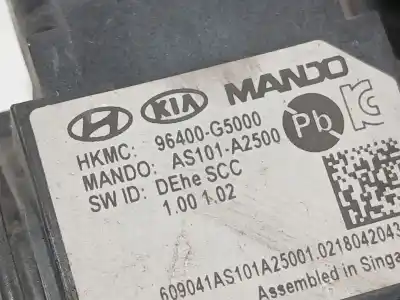 KIA MANDO
HKMC: 96400-G5000
MANDO: AS101-A2500
SW ID: DEhe SCC
1.00 1.02
Pb
609041AS101A25001.0218042043
Assembled in Singa